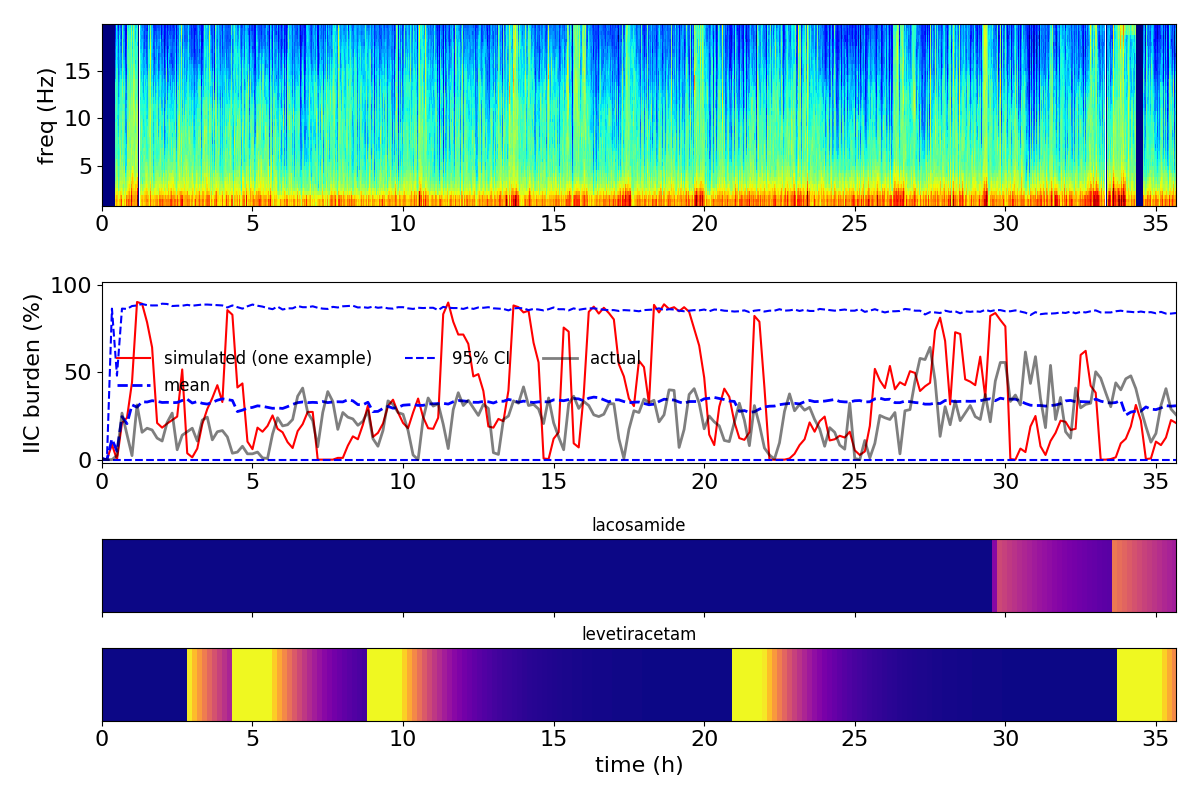 freq (Hz)
15
10
5
0 5 10 15 20 25 30 35
IIC burden (%)
100
50
0
simulated (one example) 95% CI actual
mean
0 5 10 15 20 25 30 35
lacosamide
levetiracetam
0 5 10 15 20 25 30 35
time (h)